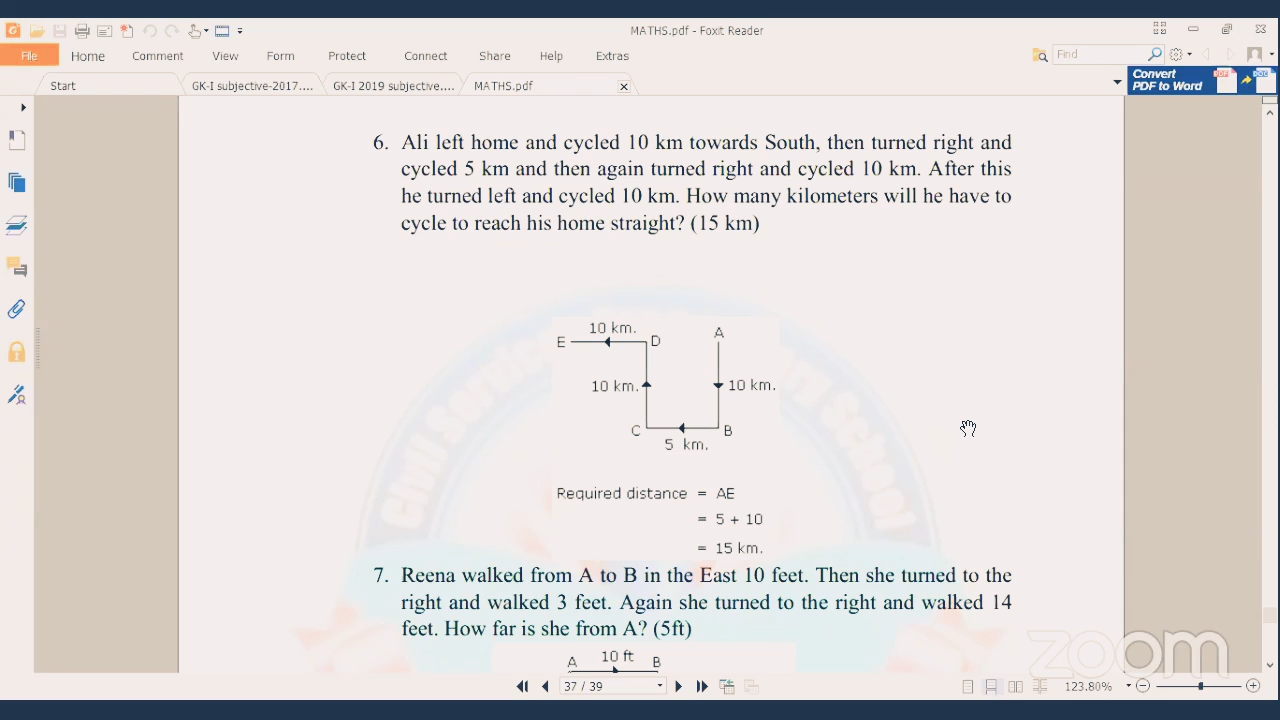 MATHS.pdf - Foxit Reader
File Home Comment View Form Protect Connect Share Help Extras Find
Start GK-I subjective-2017.... GK-I 2019 subjective.... MATHS.pdf Convert
PDF to Word
6. Ali left home and cycled 10 km towards South, then turned right and
cycled 5 km and then again turned right and cycled 10 km. After this
he turned left and cycled 10 km. How many kilometers will he have to
cycle to reach his home straight? (15 km)
10 km.
E D A
10 km. 10 km.
C B
5 km.
Required distance = AE
= 5 + 10
= 15 km.
7. Reena walked from A to B in the East 10 feet. Then she turned to the
right and walked 3 feet. Again she turned to the right and walked 14
feet. How far is she from A? (5ft)
A 10 ft B
zoom
37 / 39 123.80%